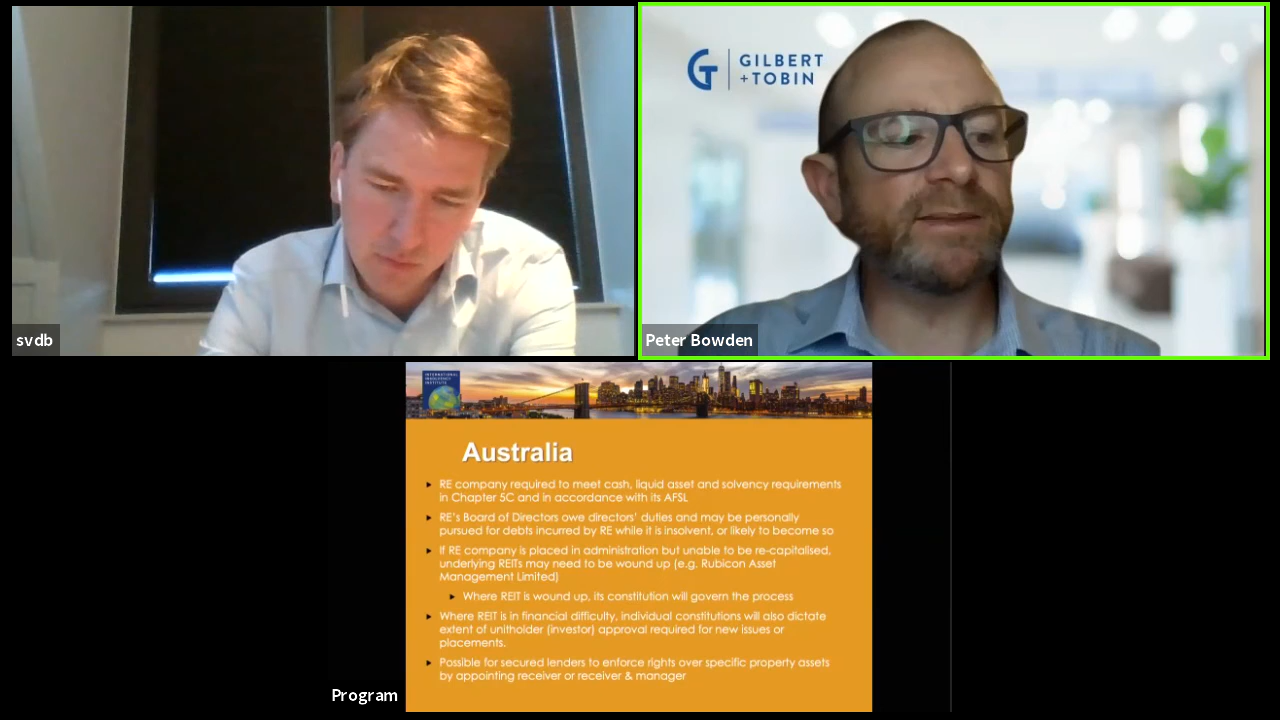 GILBERT
+TOBIN
svdb
Peter Bowden
INTERNATIONAL
INSOLVENCY
INSTITUTE
Australia
RE company required to meet cash, liquid asset and solvency requirements
in Chapter 5C and in accordance with its AFSL
RE's Board of Directors owe directors' duties and may be personally
pursued for debts incurred by RE while it is insolvent, or likely to become so
If RE company is placed in administration but unable to be re-capitalised,
underlying REITs may need to be wound up (e.g. Rubicon Asset
Management Limited)
Where REIT is wound up, its constitution will govern the process
Where REIT is in financial difficulty, individual constitutions will also dictate
extent of unitholder (investor) approval required for new issues or
placements.
Possible for secured lenders to enforce rights over specific property assets
by appointing receiver or receiver & manager
Program